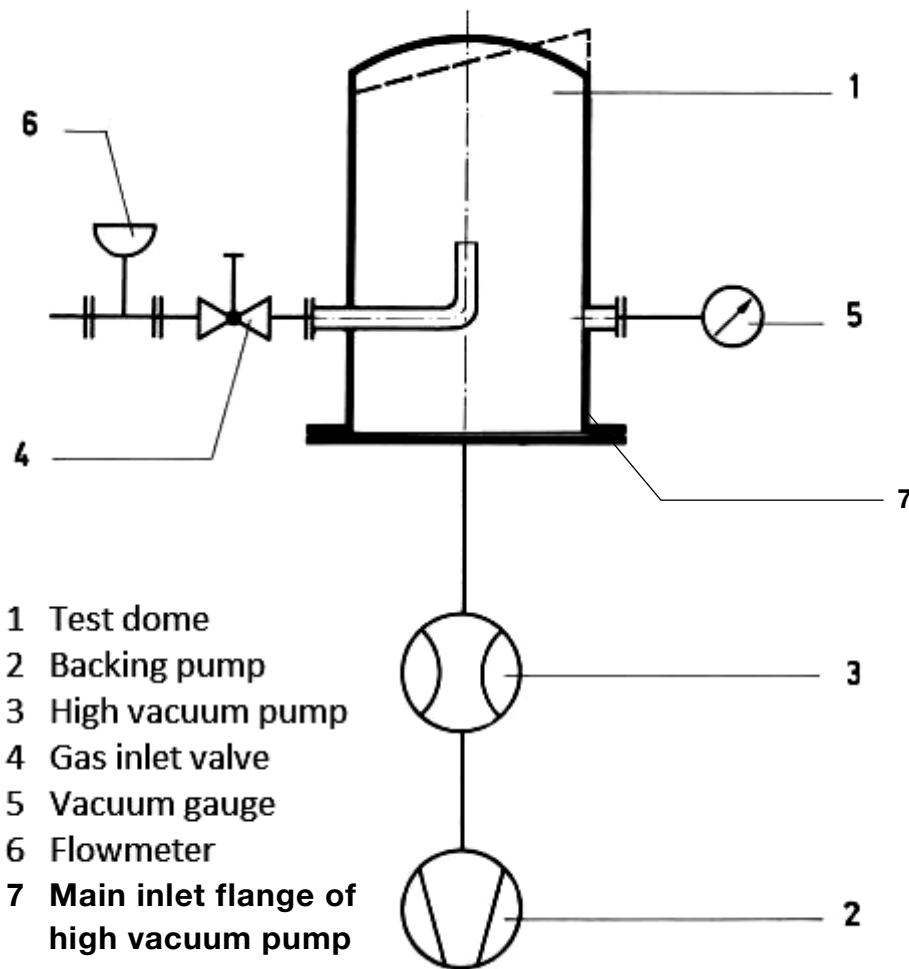 1
6
5
4
7
3
2
1 Test dome
2 Backing pump
3 High vacuum pump
4 Gas inlet valve
5 Vacuum gauge
6 Flowmeter
7 Main inlet flange of
high vacuum pump